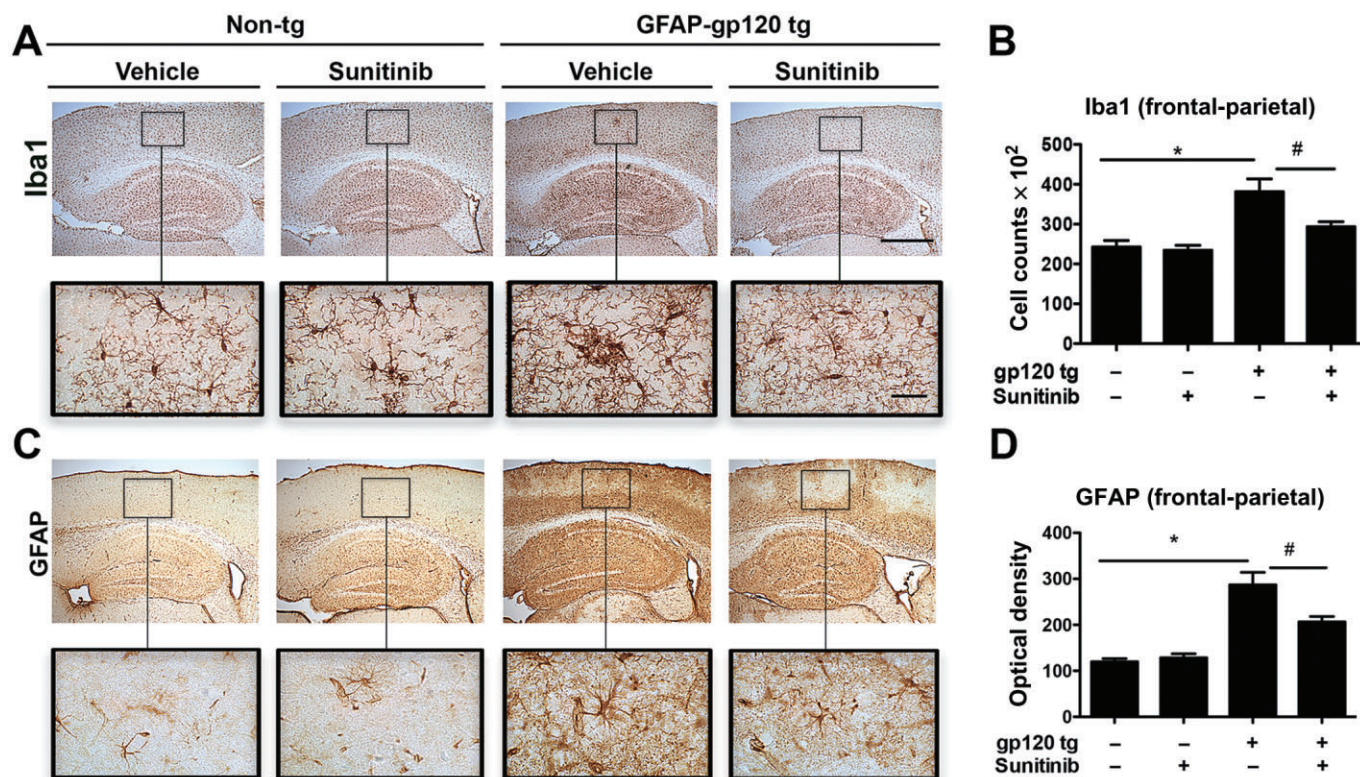 A
Non-tg
GFAP-gp120 tg
Vehicle
Sunitinib
Vehicle
Sunitinib
Iba1
B
Iba1 (frontal-parietal)
Cell counts × 10²
500
400
300
200
100
0
*
#
gp120 tg – – + +
Sunitinib – + – +
C
GFAP
D
GFAP (frontal-parietal)
Optical density
400
300
200
100
0
*
#
gp120 tg – – + +
Sunitinib – + – +